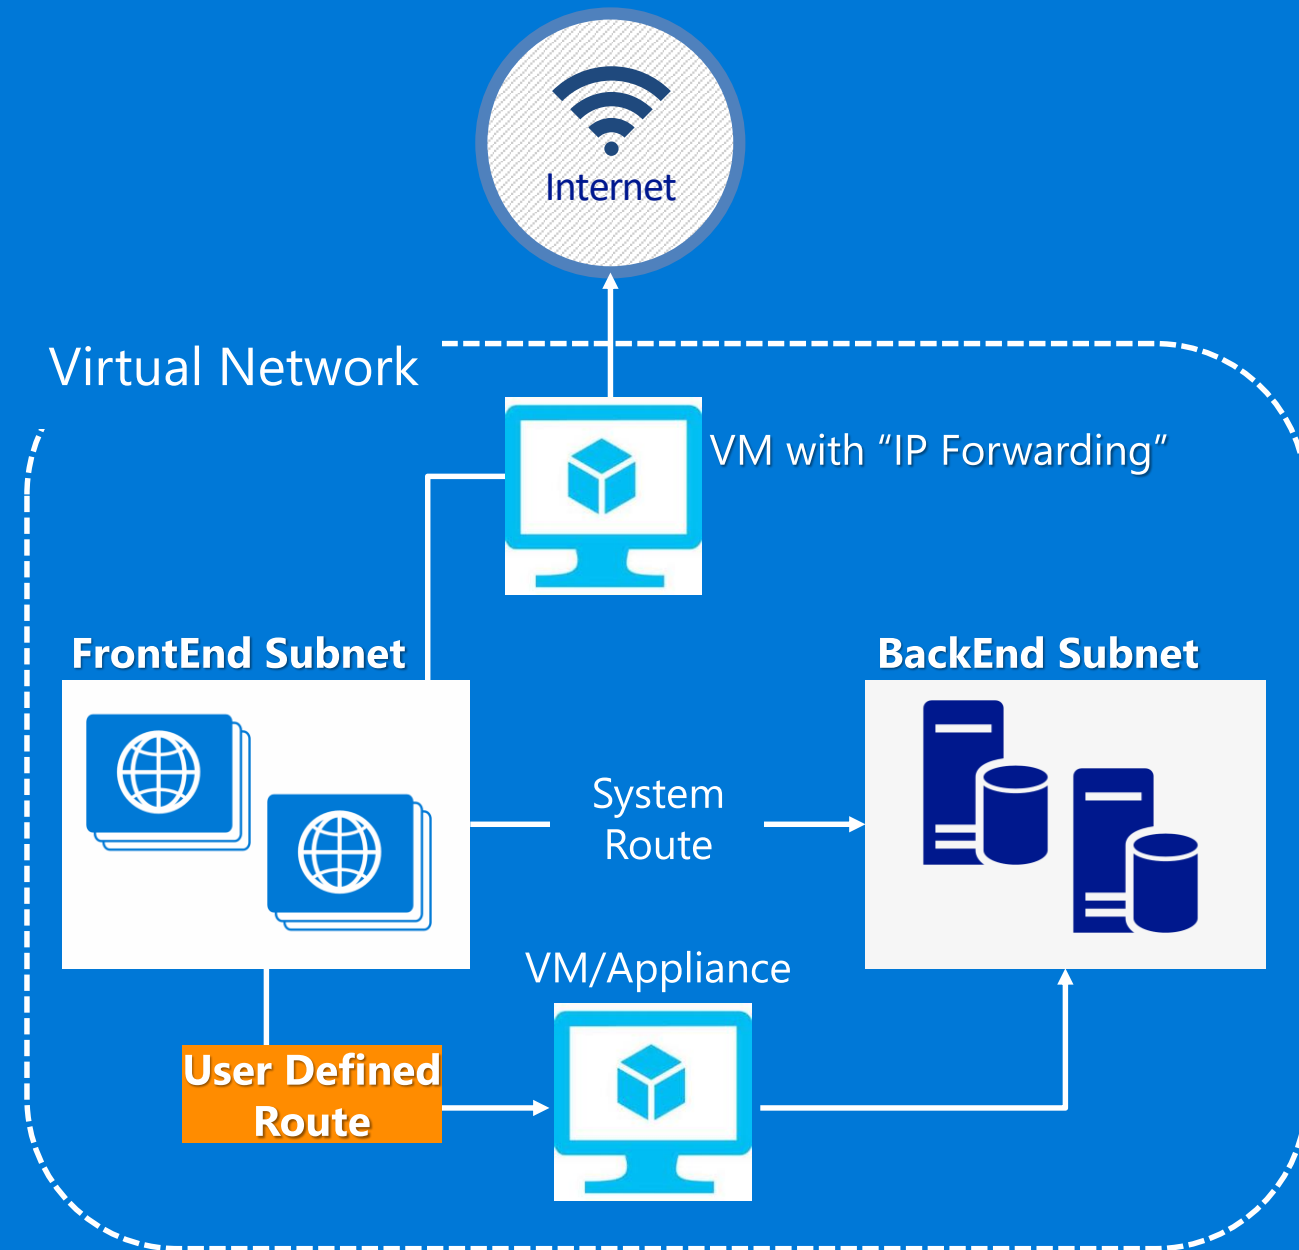 Internet
Virtual Network
VM with “IP Forwarding”
FrontEnd Subnet
BackEnd Subnet
System
Route
VM/Appliance
User Defined
Route